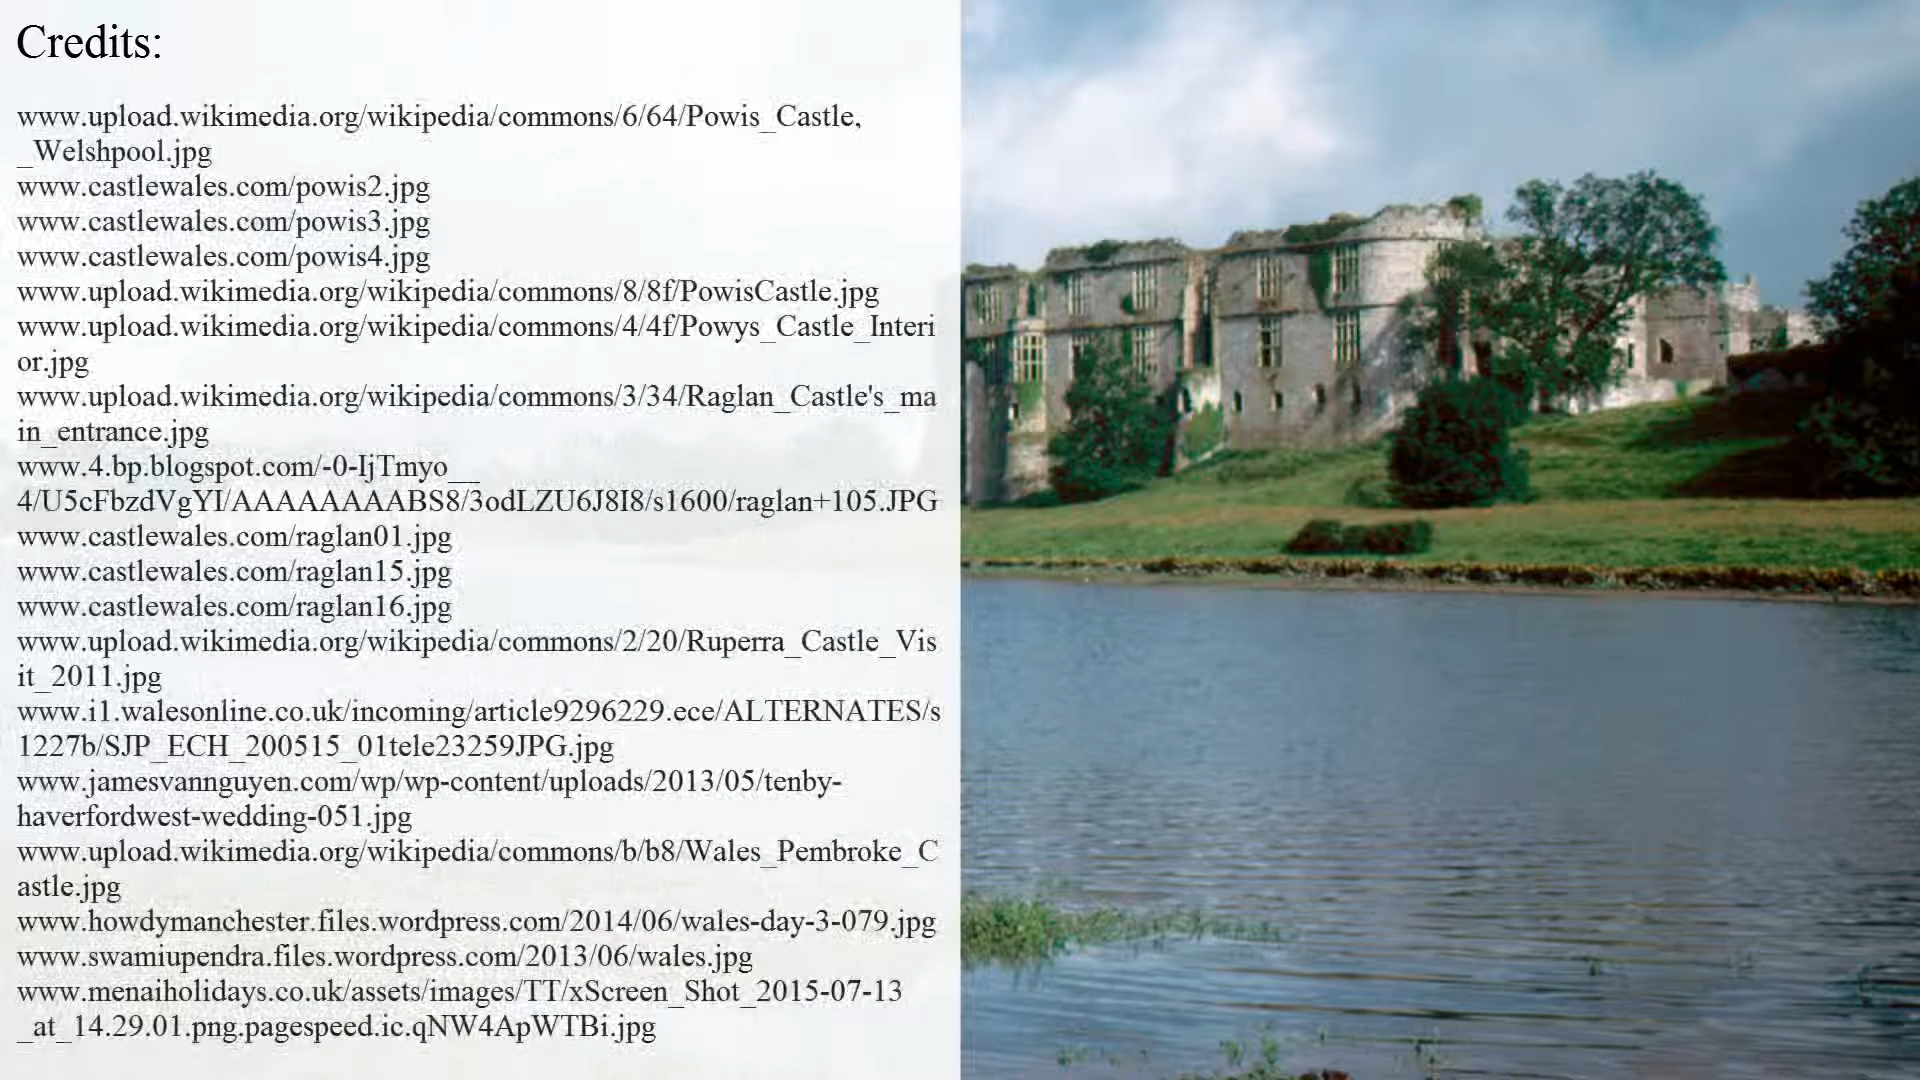 Credits:
www.upload.wikimedia.org/wikipedia/commons/6/64/Powis_Castle,
_Welshpool.jpg
www.castlewales.com/powis2.jpg
www.castlewales.com/powis3.jpg
www.castlewales.com/powis4.jpg
www.upload.wikimedia.org/wikipedia/commons/8/8f/PowisCastle.jpg
www.upload.wikimedia.org/wikipedia/commons/4/4f/Powys_Castle_Interi
or.jpg
www.upload.wikimedia.org/wikipedia/commons/3/34/Raglan_Castle's_ma
in_entrance.jpg
www.4.bp.blogspot.com/-0-IjTmyo__
4/U5cFbzdVgYI/AAAAAAAABS8/3odLZU6J8I8/s1600/raglan+105.JPG
www.castlewales.com/raglan01.jpg
www.castlewales.com/raglan15.jpg
www.castlewales.com/raglan16.jpg
www.upload.wikimedia.org/wikipedia/commons/2/20/Ruperra_Castle_Vis
it_2011.jpg
www.i1.walesonline.co.uk/incoming/article9296229.ece/ALTERNATES/s
1227b/SJP_ECH_200515_01tele23259JPG.jpg
www.jamesvannguyen.com/wp/wp-content/uploads/2013/05/tenby-
haverfordwest-wedding-051.jpg
www.upload.wikimedia.org/wikipedia/commons/b/b8/Wales_Pembroke_C
astle.jpg
www.howdymanchester.files.wordpress.com/2014/06/wales-day-3-079.jpg
www.swamiupendra.files.wordpress.com/2013/06/wales.jpg
www.menaiholidays.co.uk/assets/images/TT/xScreen_Shot_2015-07-13
_at_14.29.01.png.pagespeed.ic.qNW4ApWTBi.jpg